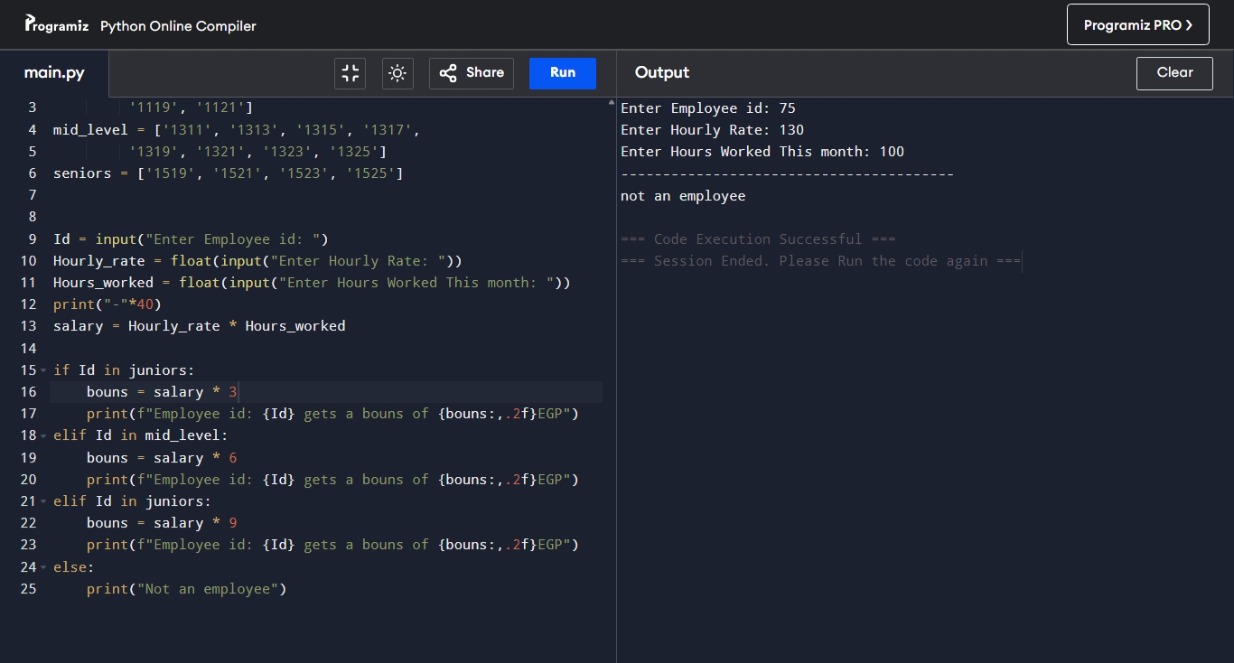 Programiz Python Online Compiler
Programiz PRO >
main.py
Share
Run
Output
Clear
3 '1119', '1121']
4 mid_level = ['1311', '1313', '1315', '1317',
5 '1319', '1321', '1323', '1325']
6 seniors = ['1519', '1521', '1523', '1525']
7
8
9 Id = input("Enter Employee id: ")
10 Hourly_rate = float(input("Enter Hourly Rate: "))
11 Hours_worked = float(input("Enter Hours Worked This month: "))
12 print("-"*40)
13 salary = Hourly_rate * Hours_worked
14
15 if Id in juniors:
16 bouns = salary * 3
17 print(f"Employee id: {Id} gets a bouns of {bouns:,.2f}EGP")
18 elif Id in mid_level:
19 bouns = salary * 6
20 print(f"Employee id: {Id} gets a bouns of {bouns:,.2f}EGP")
21 elif Id in juniors:
22 bouns = salary * 9
23 print(f"Employee id: {Id} gets a bouns of {bouns:,.2f}EGP")
24 else:
25 print("Not an employee")
Enter Employee id: 75
Enter Hourly Rate: 130
Enter Hours Worked This month: 100
----------------------------------------
not an employee
=== Code Execution Successful ===
=== Session Ended. Please Run the code again ===